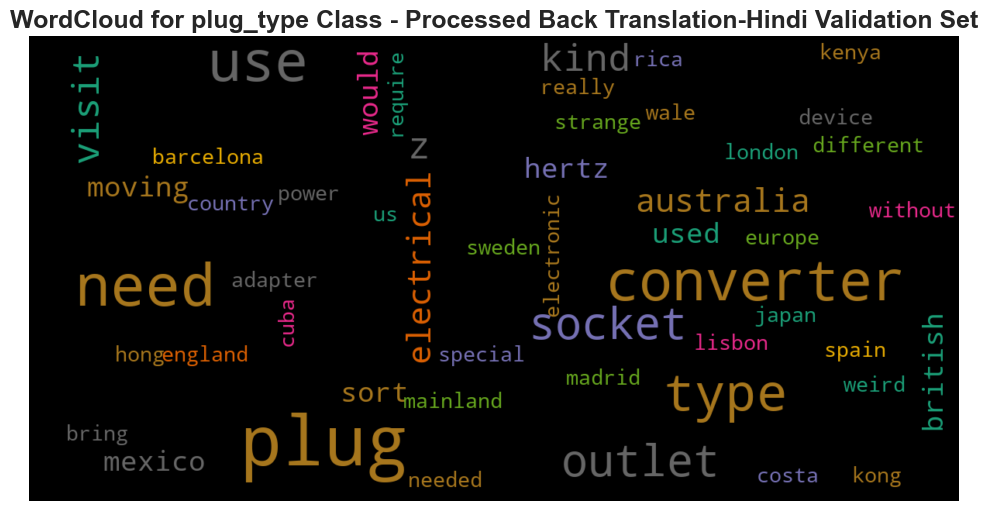 WordCloud for plug_type Class - Processed Back Translation-Hindi Validation Set
use
visit
would
require
kind
rica
kenya
really
strange
wale
device
different
z
barcelona
london
hertz
moving
country
power
us
electrical
electronic
australia
without
used
europe
sweden
need
adapter
converter
cuba
socket
japan
british
hong
england
special
lisbon
spain
madrid
weird
sort
mainland
type
plug
bring
mexico
outlet
needed
costa
kong